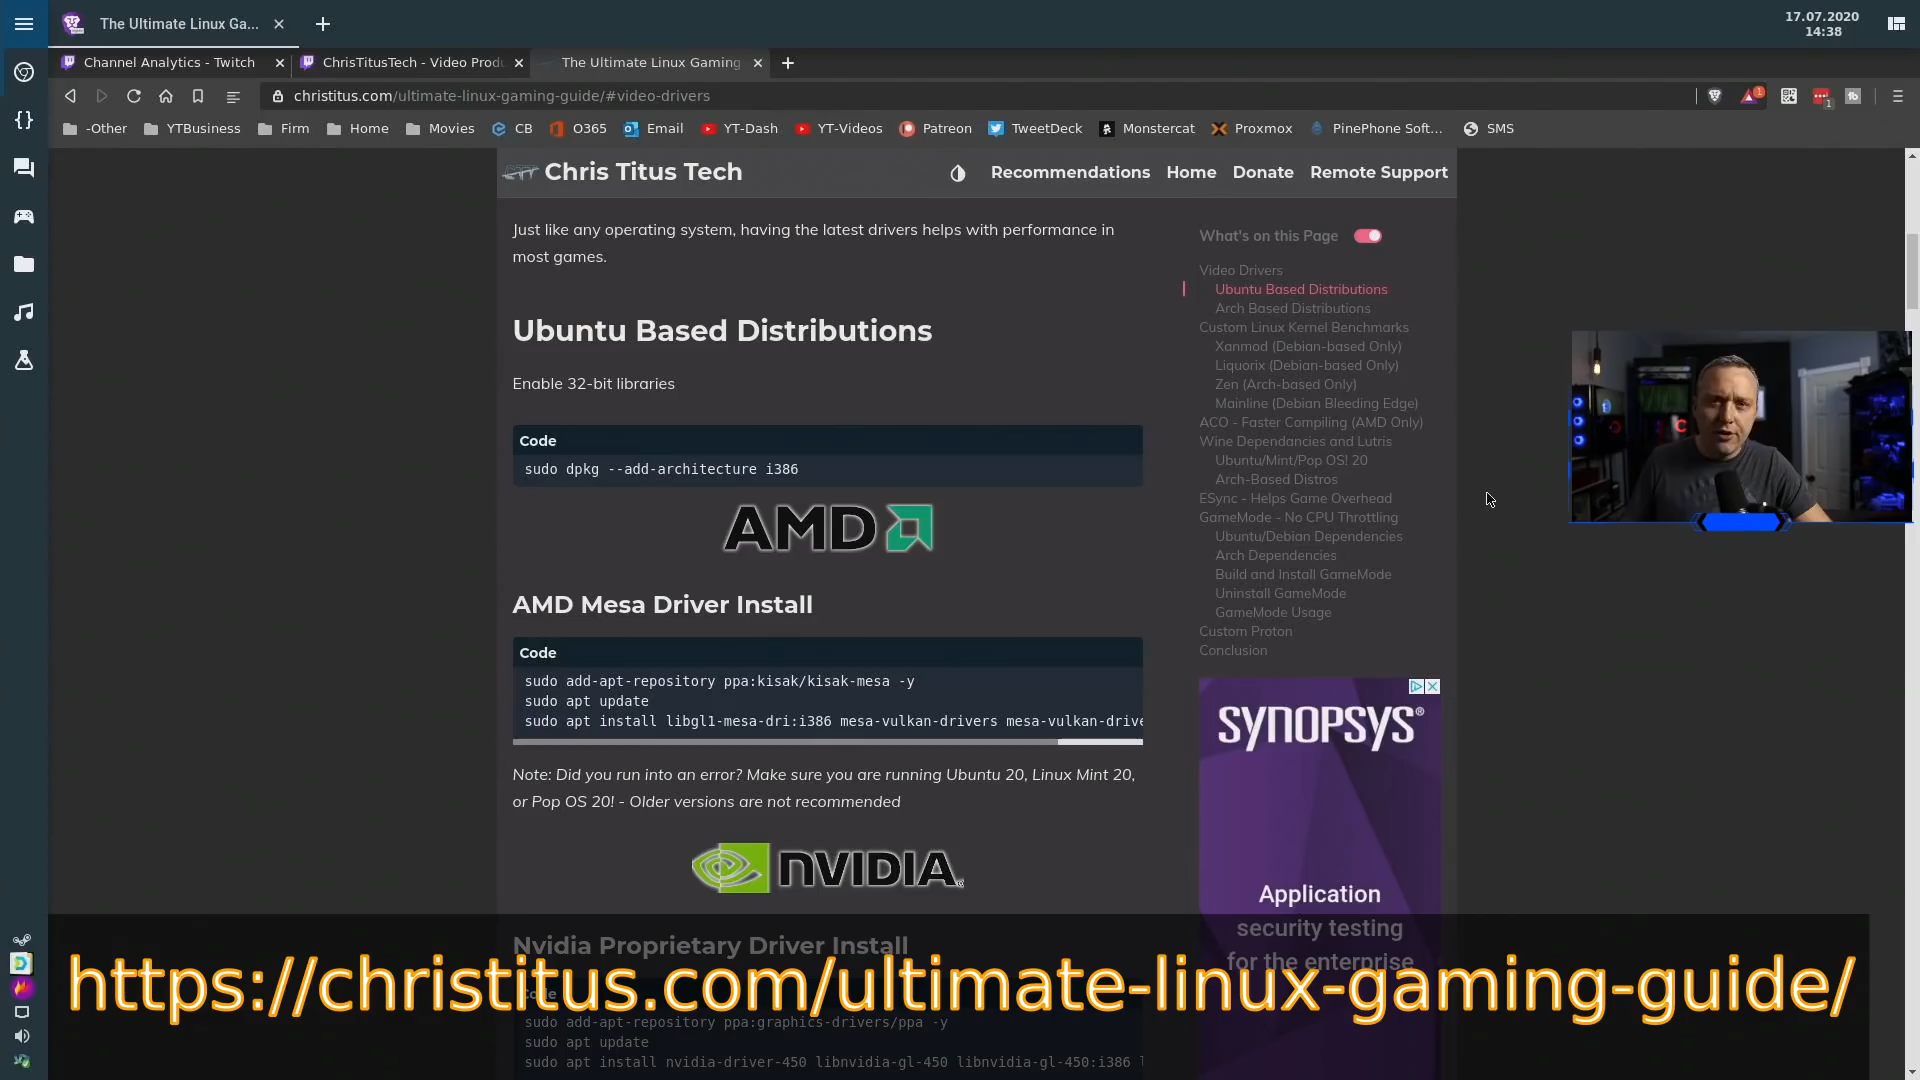 The Ultimate Linux Ga...
17.07.2020
14:38
Channel Analytics - Twitch
ChrisTitusTech - Video Produ
The Ultimate Linux Gaming
christitus.com/ultimate-linux-gaming-guide/#video-drivers
1
1
-Other
YTBusiness
Firm
Home
Movies
CB
O365
Email
YT-Dash
YT-Videos
Patreon
TweetDeck
Monstercat
Proxmox
PinePhone Soft...
SMS
Chris Titus Tech
Recommendations
Home
Donate
Remote Support
Just like any operating system, having the latest drivers helps with performance in
most games.
Ubuntu Based Distributions
Enable 32-bit libraries
Code
sudo dpkg --add-architecture i386
AMD
AMD Mesa Driver Install
Code
sudo add-apt-repository ppa:kisak/kisak-mesa -y
sudo apt update
sudo apt install libgl1-mesa-dri:i386 mesa-vulkan-drivers mesa-vulkan-drive
Note: Did you run into an error? Make sure you are running Ubuntu 20, Linux Mint 20,
or Pop OS 20! - Older versions are not recommended
NVIDIA
Nvidia Proprietary Driver Install
Code
sudo add-apt-repository ppa:graphics-drivers/ppa -y
sudo apt update
sudo apt install nvidia-driver-450 libnvidia-gl-450 libnvidia-gl-450:i386
What's on this Page
Video Drivers
Ubuntu Based Distributions
Arch Based Distributions
Custom Linux Kernel Benchmarks
Xanmod (Debian-based Only)
Liquorix (Debian-based Only)
Zen (Arch-based Only)
Mainline (Debian Bleeding Edge)
ACO - Faster Compiling (AMD Only)
Wine Dependancies and Lutris
Ubuntu/Mint/Pop OS! 20
Arch-Based Distros
ESync - Helps Game Overhead
GameMode - No CPU Throttling
Ubuntu/Debian Dependencies
Arch Dependencies
Build and Install GameMode
Uninstall GameMode
GameMode Usage
Custom Proton
Conclusion
SYNOPSYS®
Application
security testing
for the enterprise
https://christitus.com/ultimate-linux-gaming-guide/